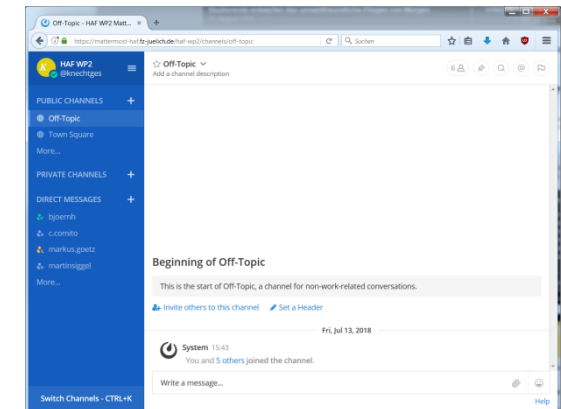 Off-Topic - HAF WP2 Matt...
https://mattermost-haf.fz-juelich.de/haf-wp2/channels/off-topic
Suchen
HAF WP2
@knechtges
Off-Topic
Add a channel description
6
PUBLIC CHANNELS
Off-Topic
Town Square
More...
PRIVATE CHANNELS
DIRECT MESSAGES
bjoernh
c.comito
markus.goetz
martinsiggel
More...
Beginning of Off-Topic
This is the start of Off-Topic, a channel for non-work-related conversations.
Invite others to this channel
Set a Header
Fri, Jul 13, 2018
System 15:43
You and 5 others joined the channel.
Write a message...
Switch Channels - CTRL+K
Help